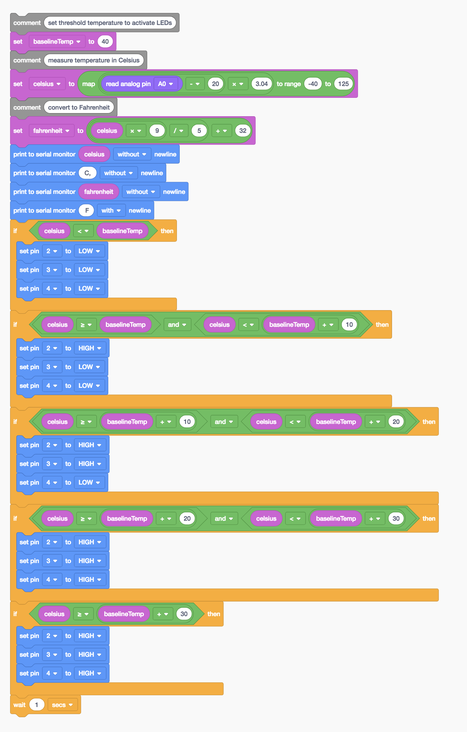 comment set threshold temperature to activate LEDs
set baselineTemp to 40
comment measure temperature in Celsius
set celsius to map read analog pin A0 - 20 × 3.04 to range -40 to 125
comment convert to Fahrenheit
set fahrenheit to celsius × 9 / 5 + 32
print to serial monitor celsius without newline
print to serial monitor C, without newline
print to serial monitor fahrenheit without newline
print to serial monitor F with newline
if celsius < baselineTemp then
set pin 2 to LOW
set pin 3 to LOW
set pin 4 to LOW
if celsius ≥ baselineTemp and celsius < baselineTemp + 10 then
set pin 2 to HIGH
set pin 3 to LOW
set pin 4 to LOW
if celsius ≥ baselineTemp + 10 and celsius < baselineTemp + 20 then
set pin 2 to HIGH
set pin 3 to HIGH
set pin 4 to LOW
if celsius ≥ baselineTemp + 20 and celsius < baselineTemp + 30 then
set pin 2 to HIGH
set pin 3 to HIGH
set pin 4 to HIGH
if celsius ≥ baselineTemp + 30 then
set pin 2 to HIGH
set pin 3 to HIGH
set pin 4 to HIGH
wait 1 secs